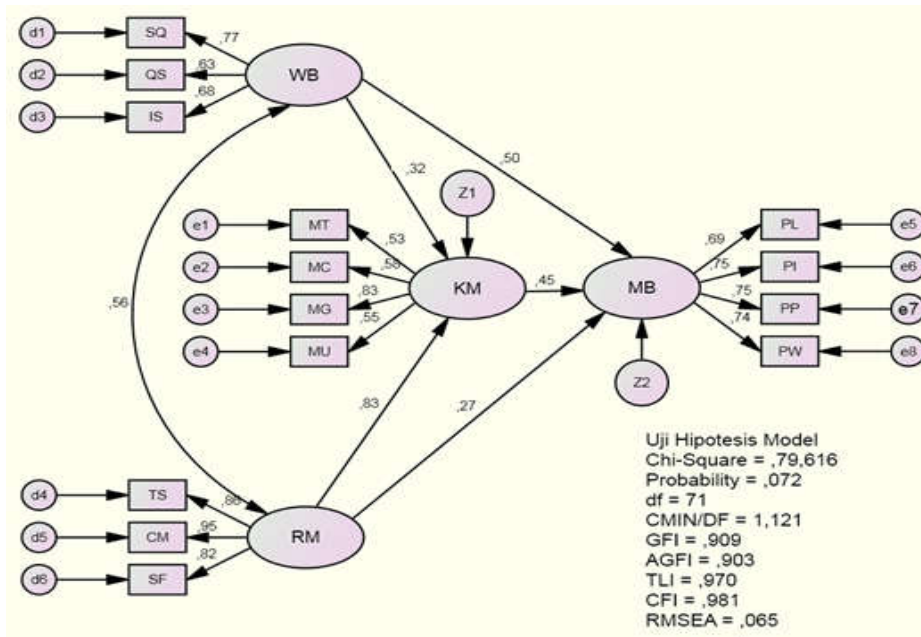 d1
SQ
,77
d2
QS
,63
WB
d3
IS
,68
,32
,50
Z1
e1
MT
,53
e2
MC
,58
e3
MG
,83
KM
,45
MB
e4
MU
,55
,69
PL
e5
,75
PI
e6
,75
PP
e7
,74
PW
e8
,56
Z2
,83
,27
d4
TS
,86
d5
CM
,95
RM
d6
SF
,82
Uji Hipotesis Model
Chi-Square = ,79,616
Probability = ,072
df = 71
CMIN/DF = 1,121
GFI = ,909
AGFI = ,903
TLI = ,970
CFI = ,981
RMSEA = ,065